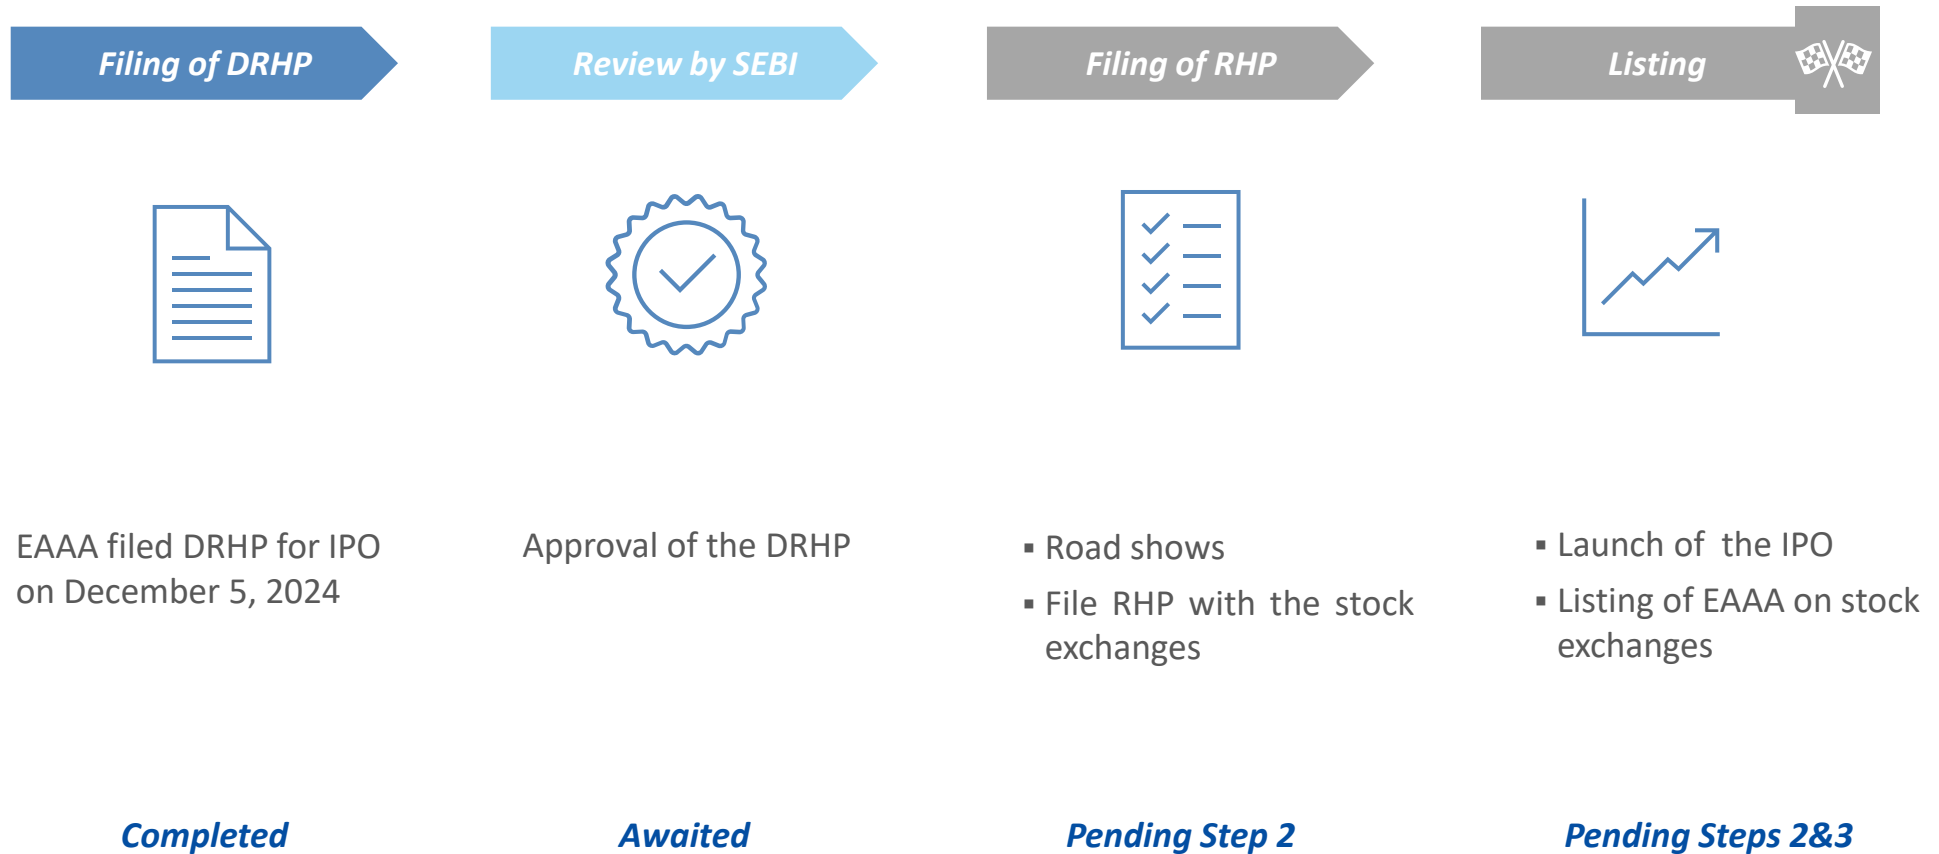 Filing of DRHP
Review by SEBI
Filing of RHP
Listing
EAAA filed DRHP for IPO
on December 5, 2024
Approval of the DRHP
▪ Road shows
▪ File RHP with the stock
exchanges
▪ Launch of the IPO
▪ Listing of EAAA on stock
exchanges
Completed
Awaited
Pending Step 2
Pending Steps 2&3